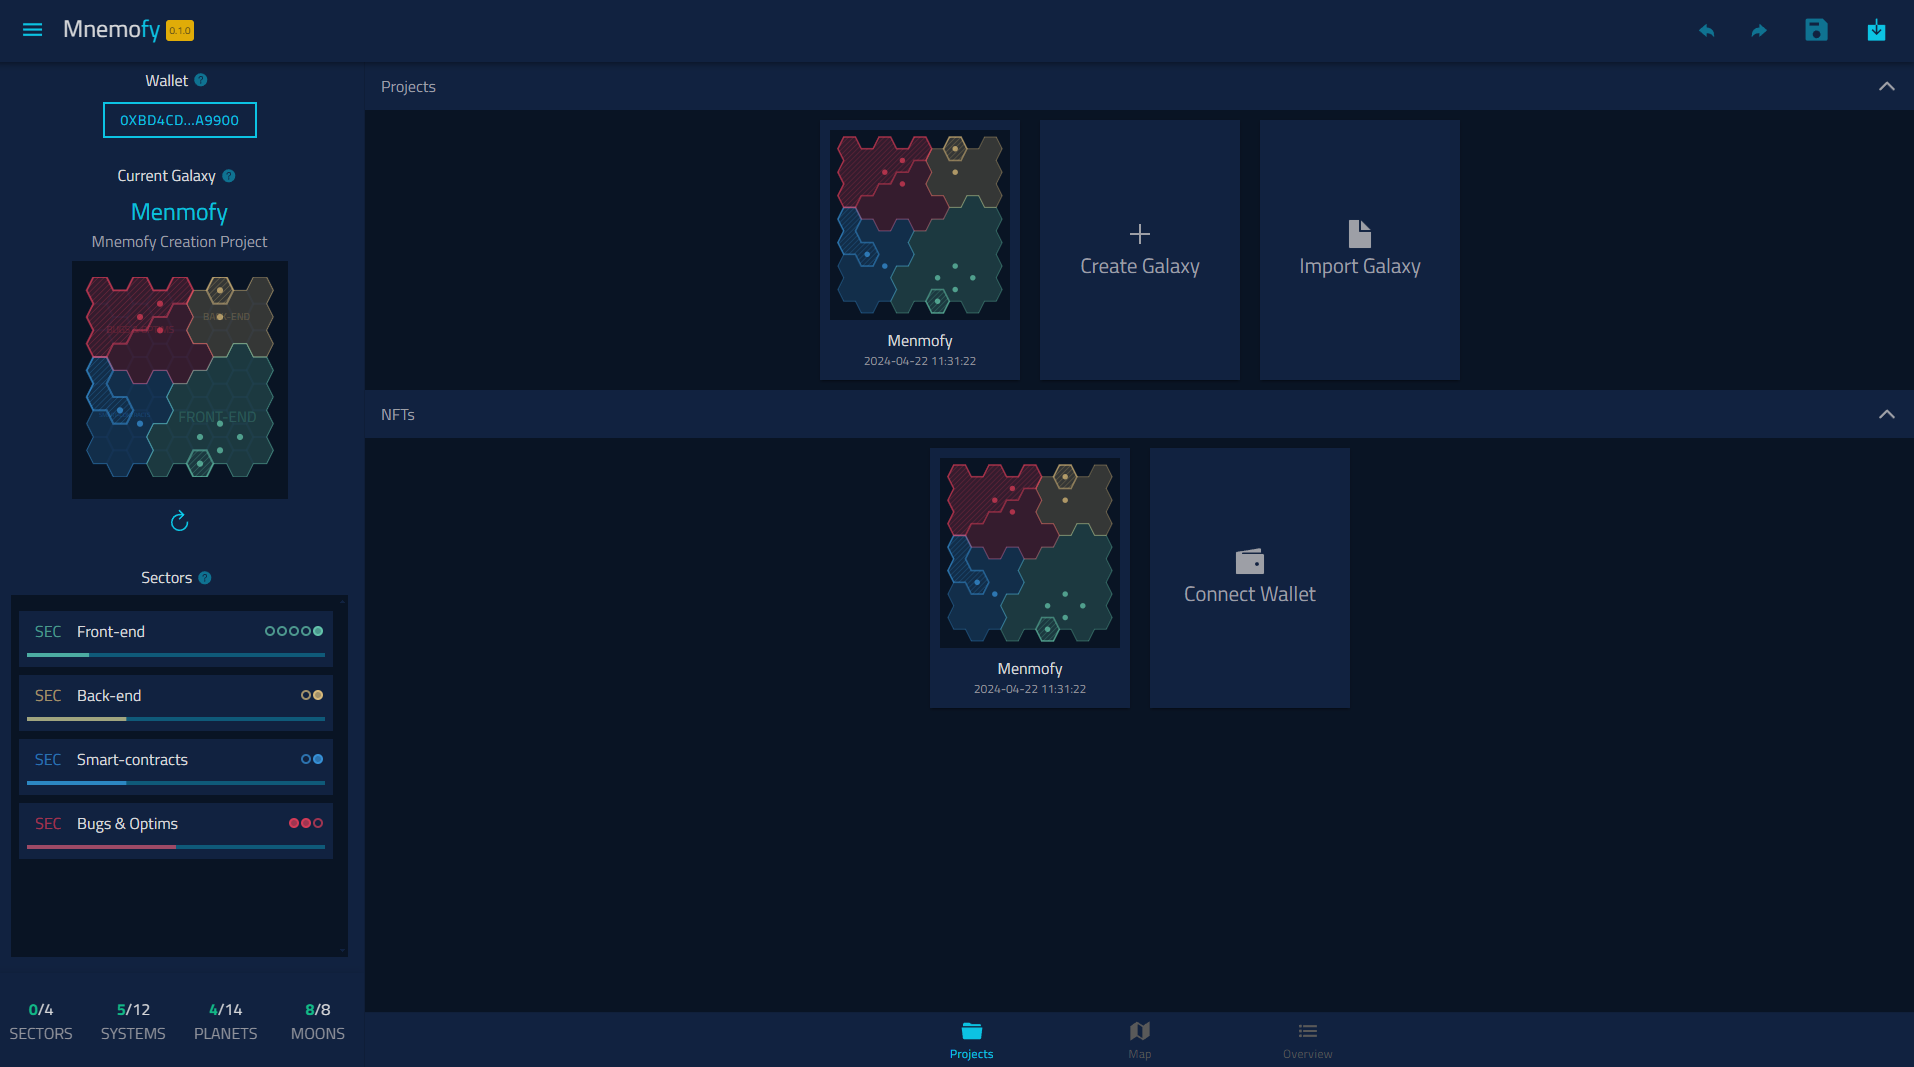 Mnemofy 0.1.0
Wallet ?
0XBD4CD...A9900
Current Galaxy ?
Menmofy
Mnemofy Creation Project
BACK-END
FRONT-END
Sectors ?
SEC Front-end
SEC Back-end
SEC Smart-contracts
SEC Bugs & Optims
0/4 5/12 4/14 8/8
SECTORS SYSTEMS PLANETS MOONS
Projects
Menmofy
2024-04-22 11:31:22
Create Galaxy
Import Galaxy
NFTs
Menmofy
2024-04-22 11:31:22
Connect Wallet
Projects Map Overview